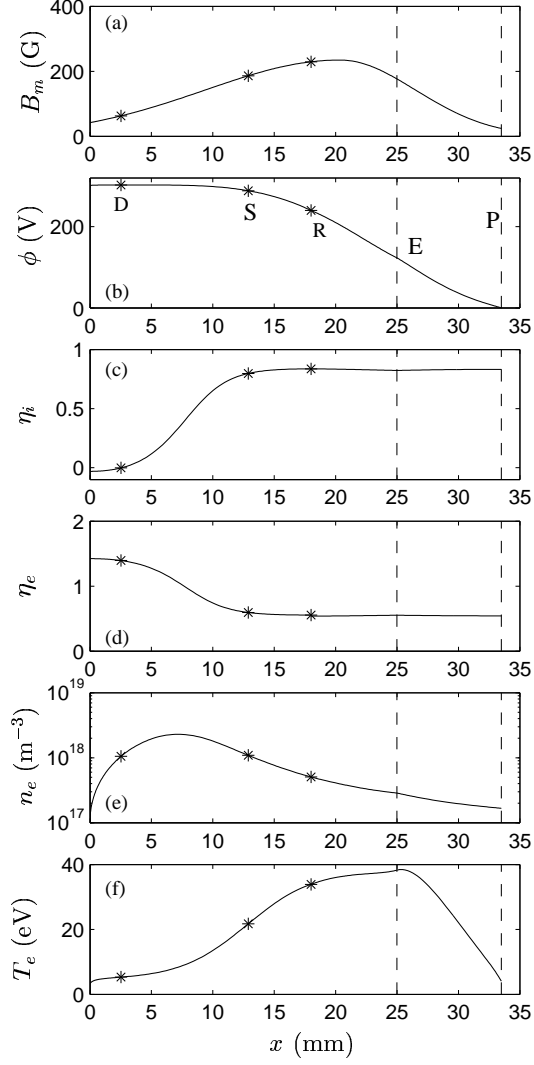 400
200
0
B_m (G)
(a)
0 5 10 15 20 25 30 35
200
0
ϕ (V)
D
S
R
E
P
(b)
0 5 10 15 20 25 30 35
1
0.5
0
η_i
(c)
0 5 10 15 20 25 30 35
2
1
0
η_e
(d)
0 5 10 15 20 25 30 35
10^19
10^18
10^17
n_e (m^−3)
(e)
0 5 10 15 20 25 30 35
40
20
0
T_e (eV)
(f)
0 5 10 15 20 25 30 35
x (mm)